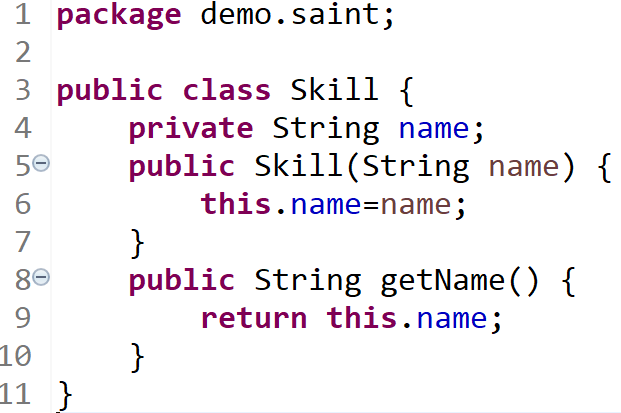 1 package demo.saint;
2
3 public class Skill {
4     private String name;
5     public Skill(String name) {
6         this.name=name;
7     }
8     public String getName() {
9         return this.name;
10     }
11 }